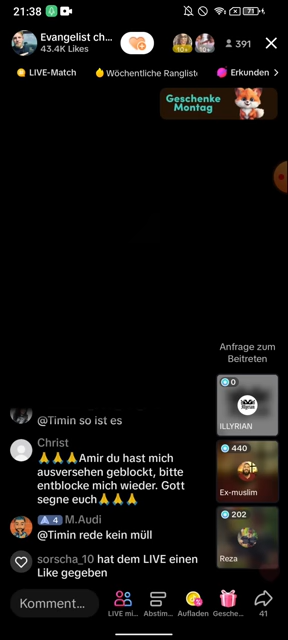 21:38
71
Evangelist ch...
43.4K Likes
10+
10+
391
LIVE-Match
Wöchentliche Rangliste
Erkunden
Geschenke
Montag
Anfrage zum
Beitreten
0
ILLYRIAN
@Timin so ist es
Christ
🙏🙏🙏Amir du hast mich
ausversehen geblockt, bitte
entblocke mich wieder. Gott
segne euch🙏🙏🙏
440
Ex-muslim
4 M.Audi
@Timin rede kein müll
202
Reza
sorscha_10 hat dem LIVE einen
Like gegeben
Komment...
LIVE mi...
Abstim...
Aufladen
Gesche...
41